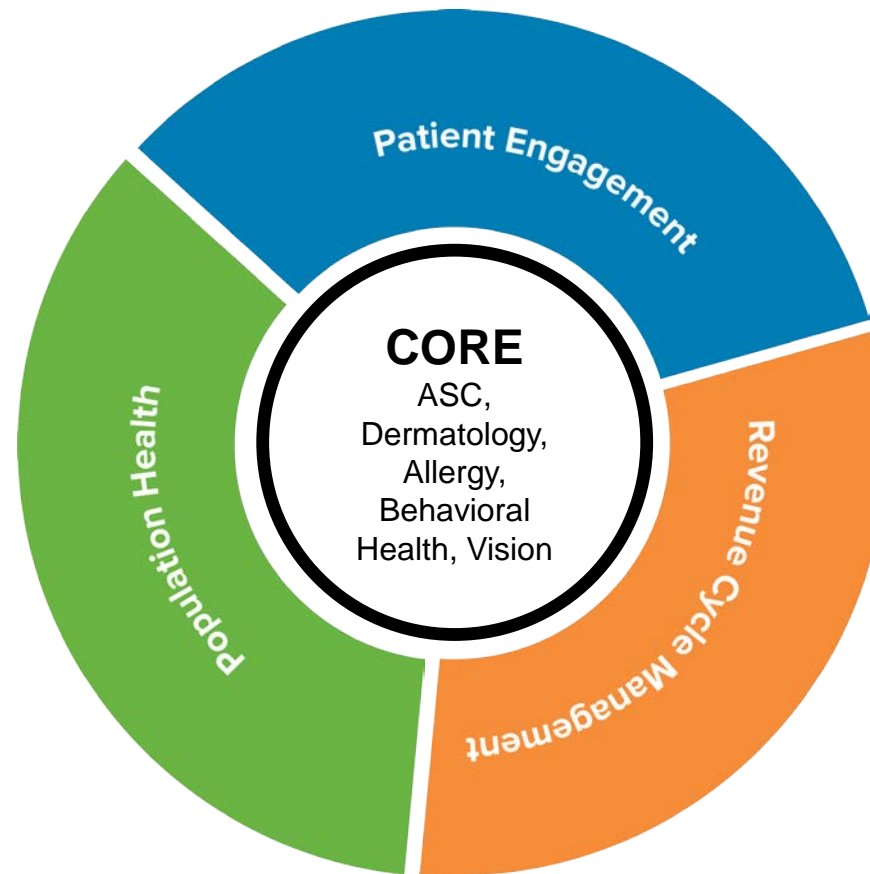 Patient Engagement
CORE
ASC,
Dermatology,
Allergy,
Behavioral
Health, Vision
Population Health
Revenue Cycle Management